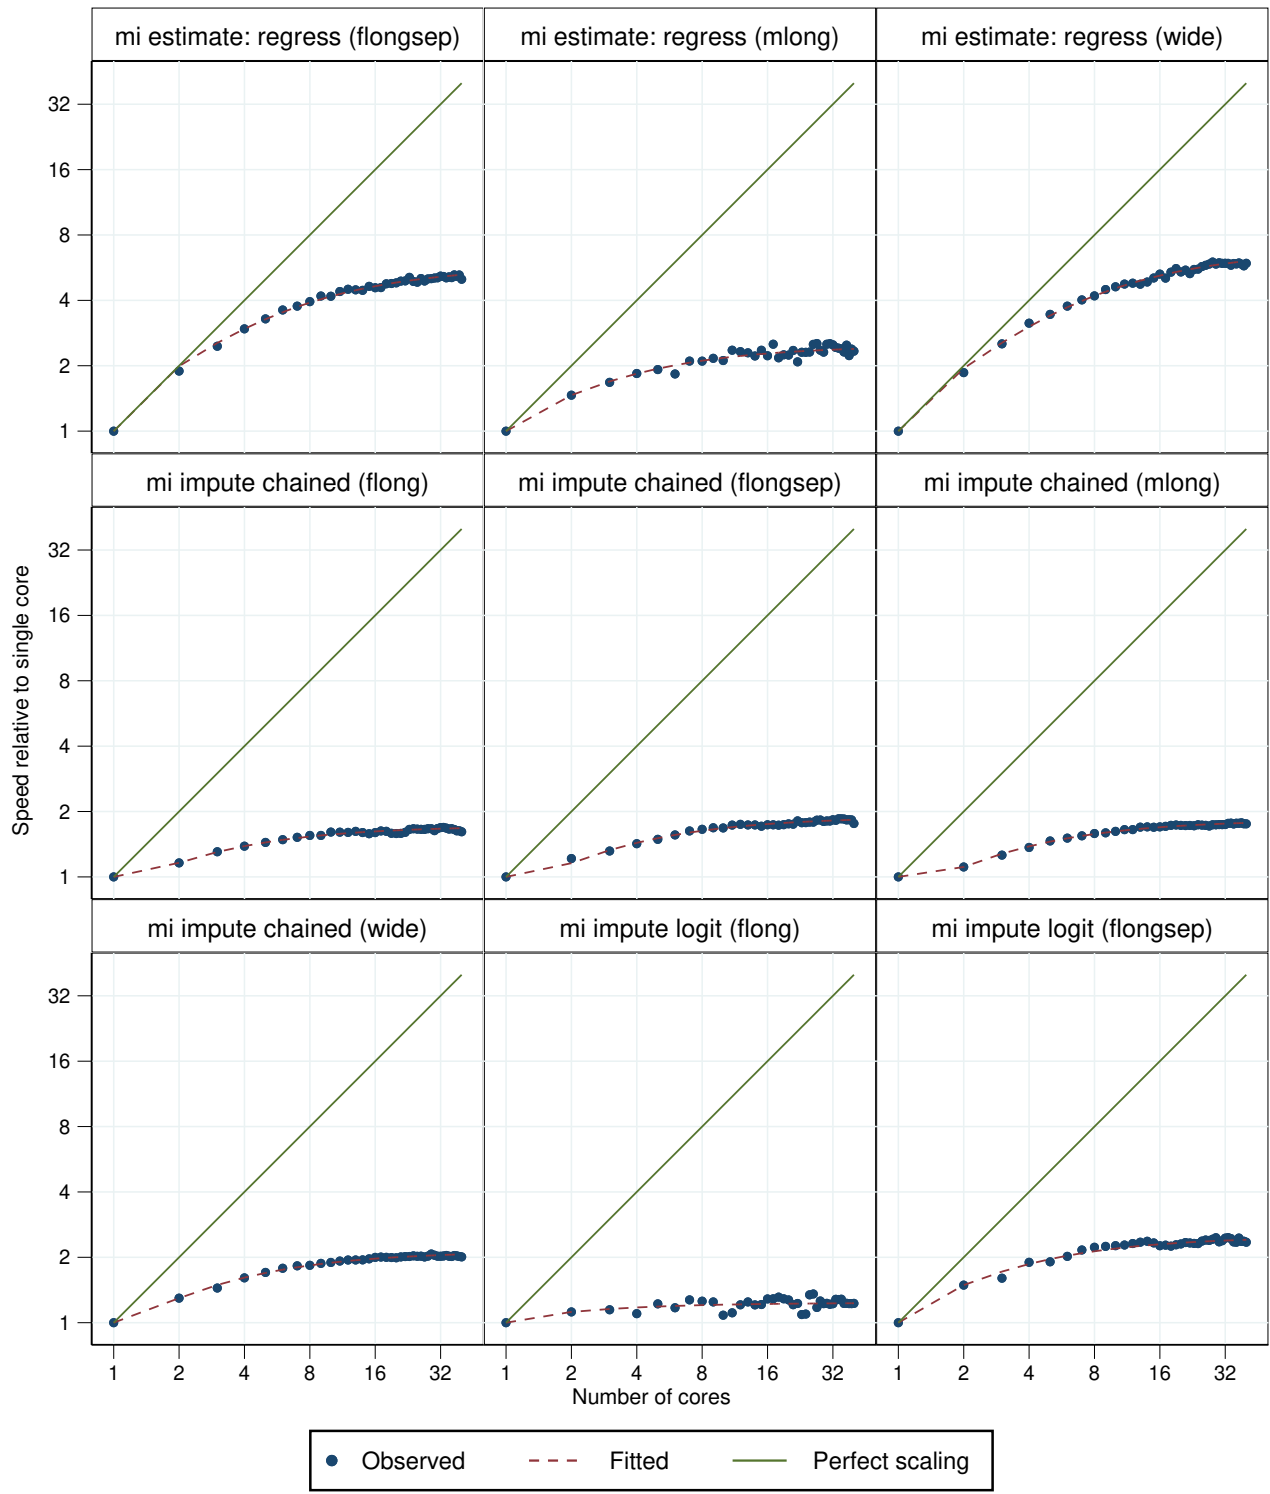 mi estimate: regress (flongsep)
mi estimate: regress (mlong)
mi estimate: regress (wide)
32
16
8
4
2
1
mi impute chained (flong)
mi impute chained (flongsep)
mi impute chained (mlong)
32
16
8
4
2
1
Speed relative to single core
mi impute chained (wide)
mi impute logit (flong)
mi impute logit (flongsep)
32
16
8
4
2
1
1 2 4 8 16 32
1 2 4 8 16 32
1 2 4 8 16 32
Number of cores
Observed
Fitted
Perfect scaling